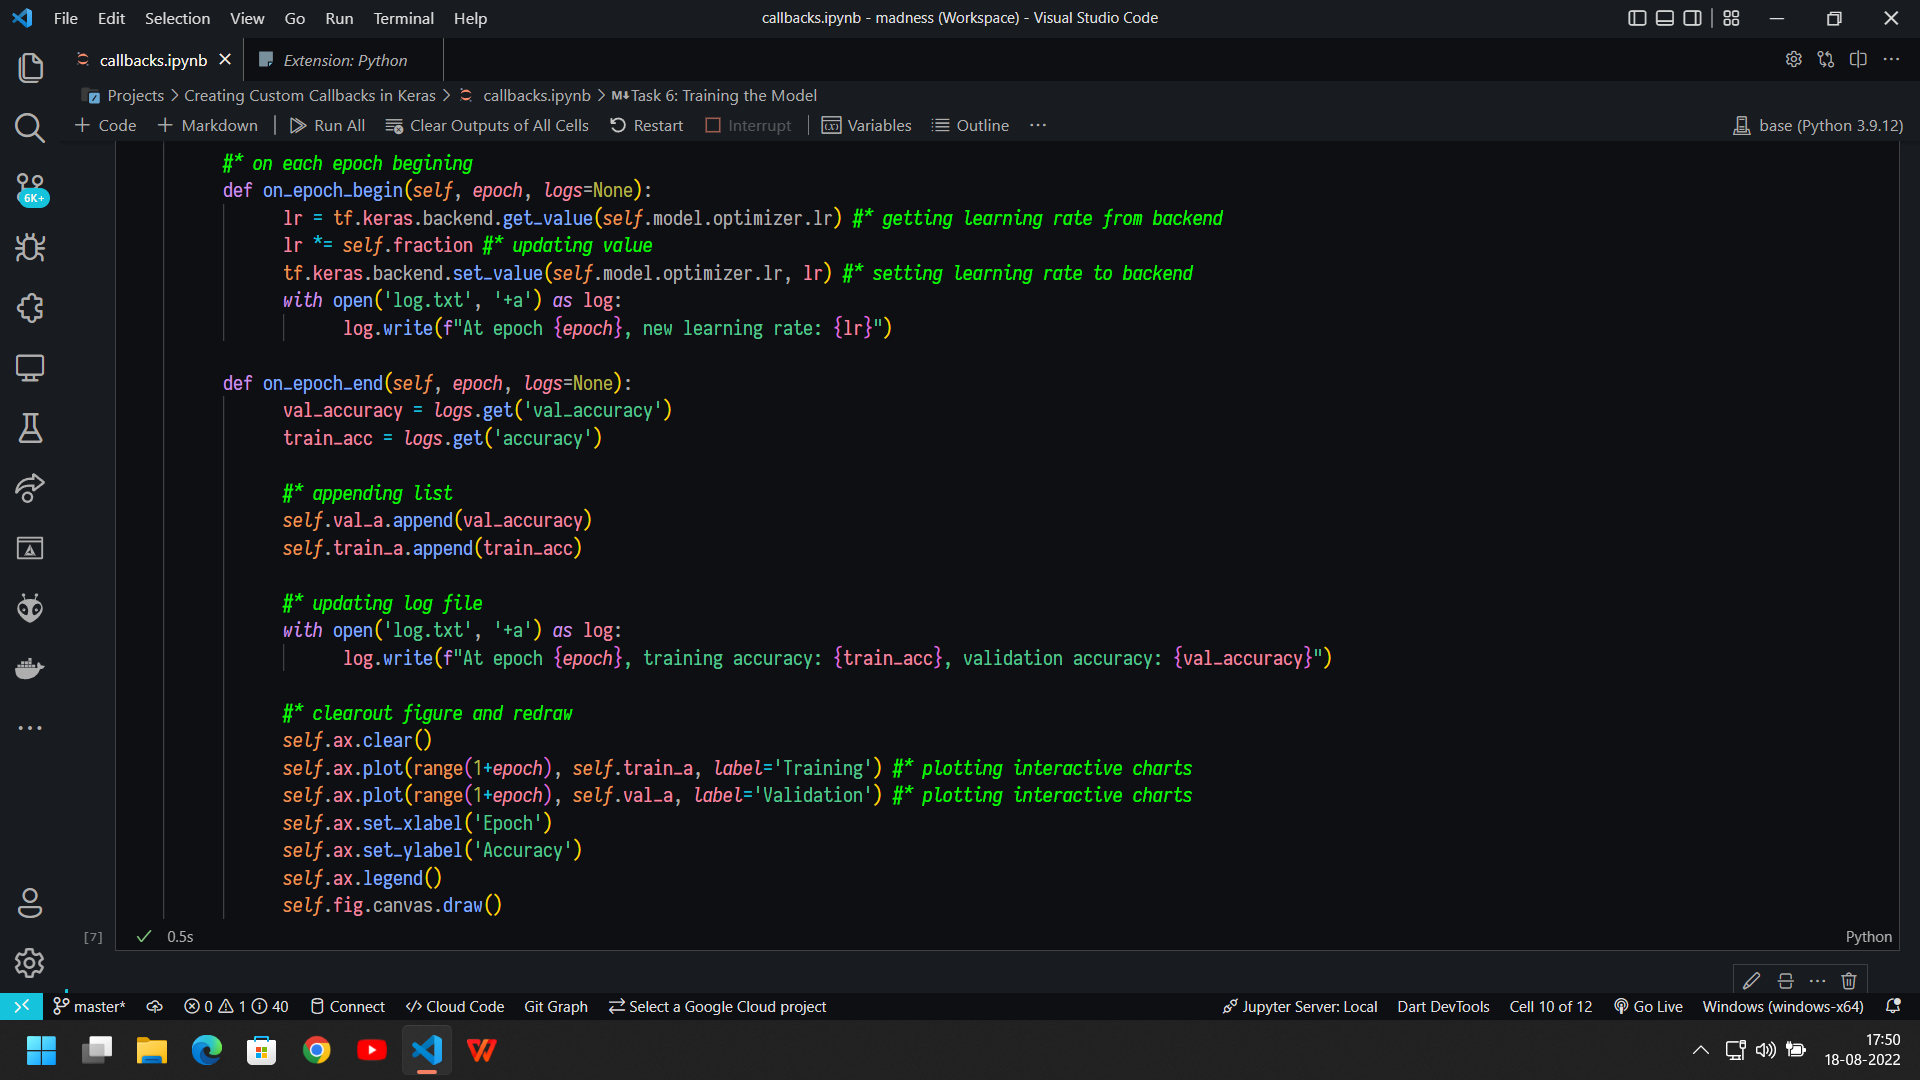 File Edit Selection View Go Run Terminal Help
callbacks.ipynb - madness (Workspace) - Visual Studio Code
callbacks.ipynb
Extension: Python
Projects > Creating Custom Callbacks in Keras > callbacks.ipynb > M↓Task 6: Training the Model
+ Code + Markdown | Run All Clear Outputs of All Cells Restart Interrupt | Variables Outline ...
base (Python 3.9.12)
6K+
#* on each epoch begining
def on_epoch_begin(self, epoch, logs=None):
lr = tf.keras.backend.get_value(self.model.optimizer.lr) #* getting learning rate from backend
lr *= self.fraction #* updating value
tf.keras.backend.set_value(self.model.optimizer.lr, lr) #* setting learning rate to backend
with open('log.txt', '+a') as log:
log.write(f"At epoch {epoch}, new learning rate: {lr}")
def on_epoch_end(self, epoch, logs=None):
val_accuracy = logs.get('val_accuracy')
train_acc = logs.get('accuracy')
#* appending list
self.val_a.append(val_accuracy)
self.train_a.append(train_acc)
#* updating log file
with open('log.txt', '+a') as log:
log.write(f"At epoch {epoch}, training accuracy: {train_acc}, validation accuracy: {val_accuracy}")
#* clearout figure and redraw
self.ax.clear()
self.ax.plot(range(1+epoch), self.train_a, label='Training') #* plotting interactive charts
self.ax.plot(range(1+epoch), self.val_a, label='Validation') #* plotting interactive charts
self.ax.set_xlabel('Epoch')
self.ax.set_ylabel('Accuracy')
self.ax.legend()
self.fig.canvas.draw()
[7] ✓ 0.5s Python
master* 0 1 40 Connect Cloud Code Git Graph Select a Google Cloud project
Jupyter Server: Local Dart DevTools Cell 10 of 12 Go Live Windows (windows-x64)
17:50
18-08-2022